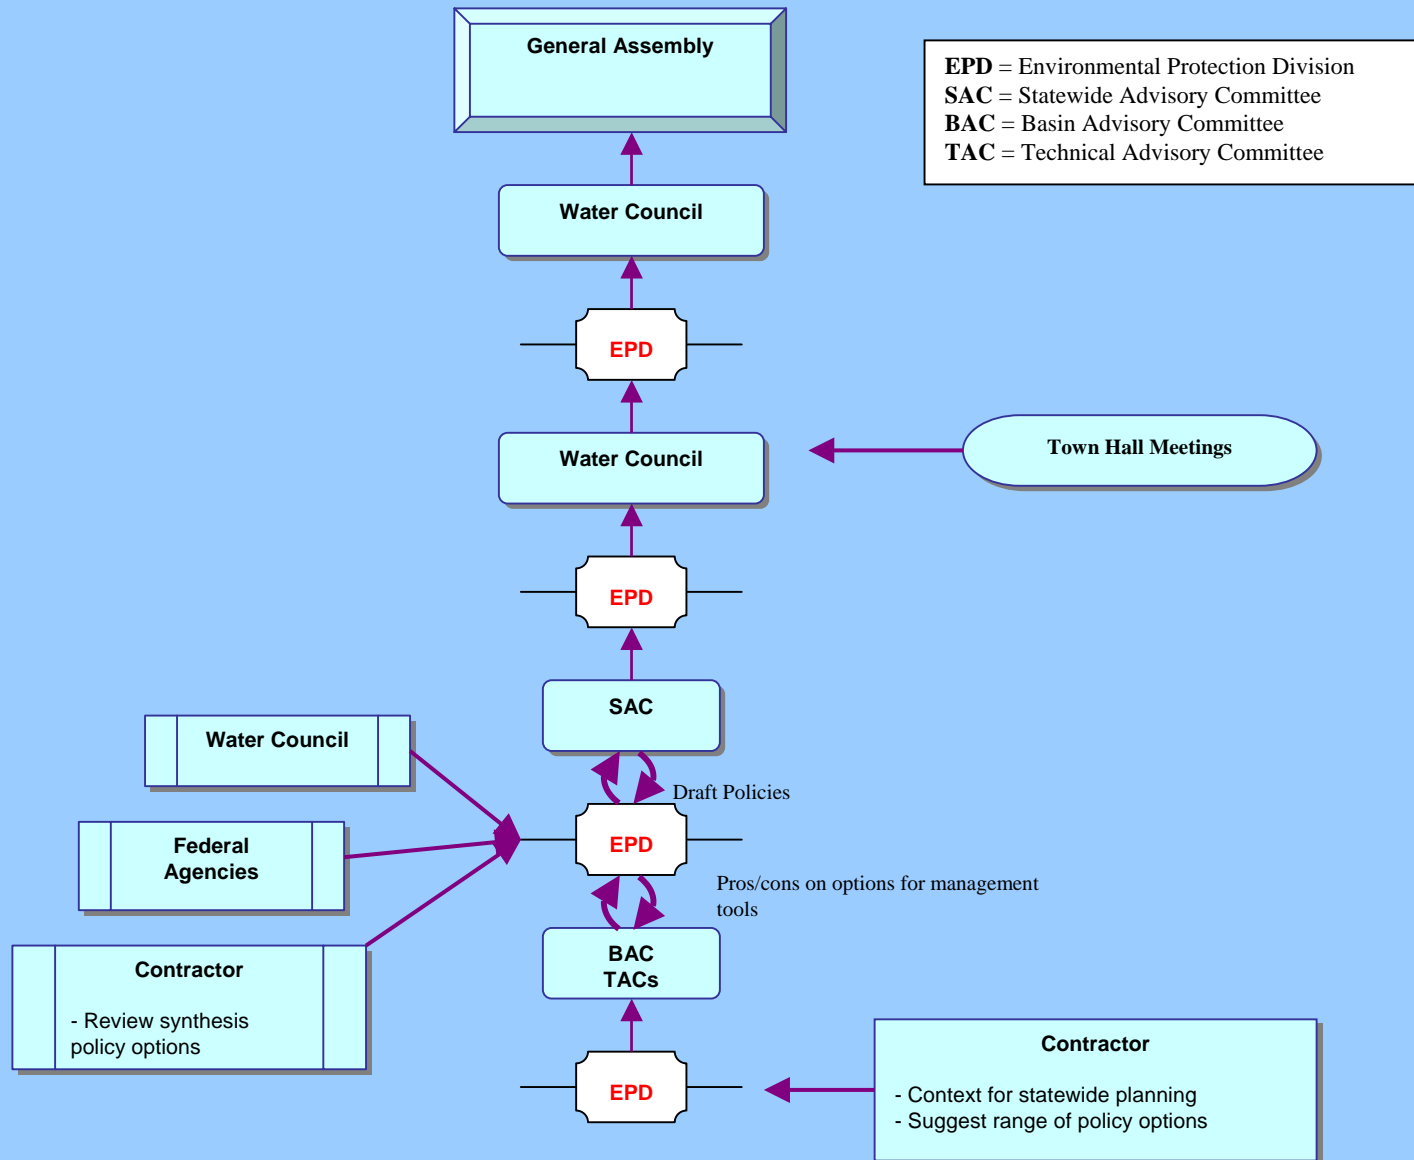 General Assembly
EPD = Environmental Protection Division
SAC = Statewide Advisory Committee
BAC = Basin Advisory Committee
TAC = Technical Advisory Committee
Water Council
EPD
Water Council
Town Hall Meetings
EPD
SAC
Water Council
Draft Policies
Federal
Agencies
EPD
Pros/cons on options for management
tools
BAC
TACs
Contractor
- Review synthesis
policy options
EPD
Contractor
- Context for statewide planning
- Suggest range of policy options